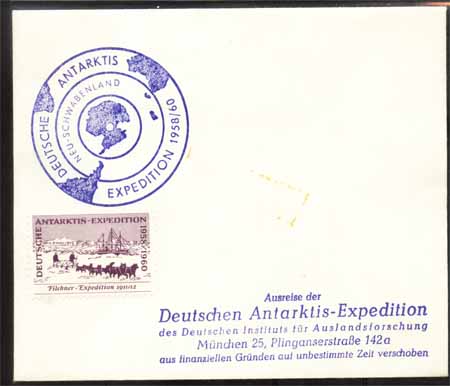 DEUTSCHE ANTARKTIS EXPEDITION 1958/60
NEU-SCHWABENLAND
DEUTSCHE ANTARKTIS-EXPEDITION 1958-1960
Filchner-Expedition 1911/12
Ausreise der
Deutschen Antarktis-Expedition
des Deutschen Instituts für Auslandsforschung
München 25, Plinganserstraße 142a
aus finanziellen Gründen auf unbestimmte Zeit verschoben